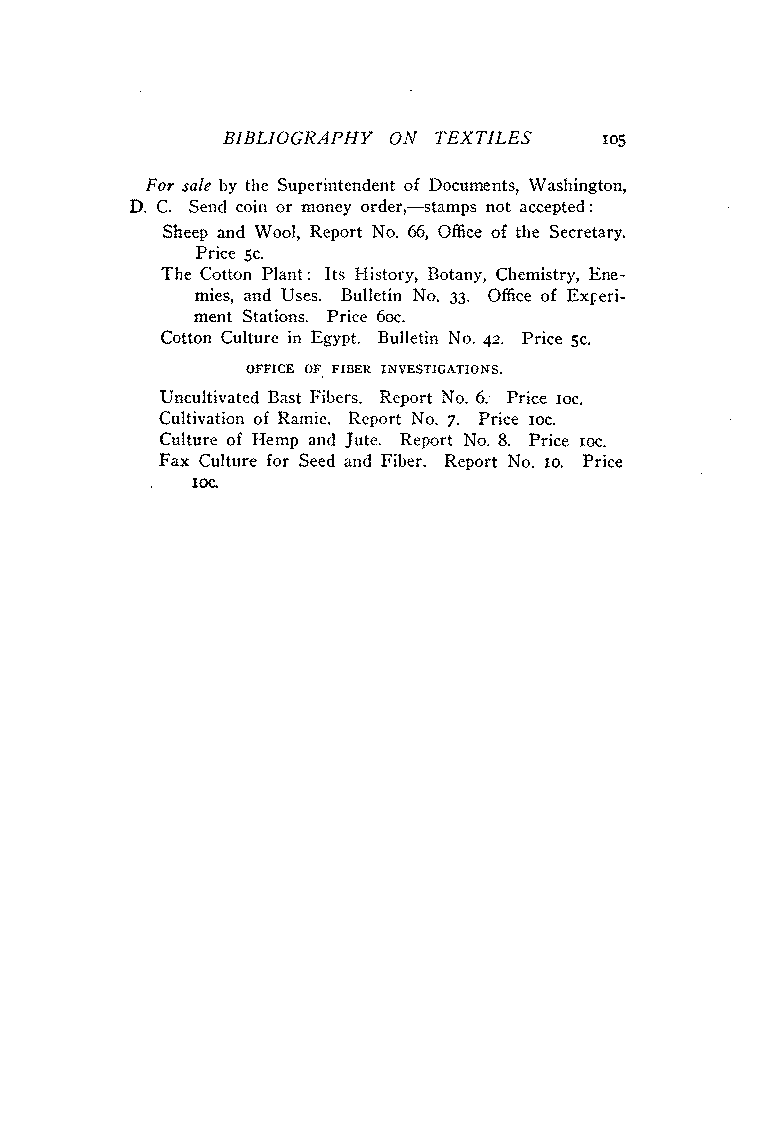 BIBLIOGRAPHY ON TEXTILES 105
For sale by the Superintendent of Documents, Washington,
D. C. Send coin or money order,—stamps not accepted:
Sheep and Wool, Report No. 66, Office of the Secretary.
Price 5c.
The Cotton Plant: Its History, Botany, Chemistry, Ene-
mies, and Uses. Bulletin No. 33. Office of Experi-
ment Stations. Price 60c.
Cotton Culture in Egypt. Bulletin No. 42. Price 5c.
OFFICE OF FIBER INVESTIGATIONS.
Uncultivated Bast Fibers. Report No. 6. Price 10c.
Cultivation of Ramie. Report No. 7. Price 10c.
Culture of Hemp and Jute. Report No. 8. Price 10c.
Fax Culture for Seed and Fiber. Report No. 10. Price
10c.